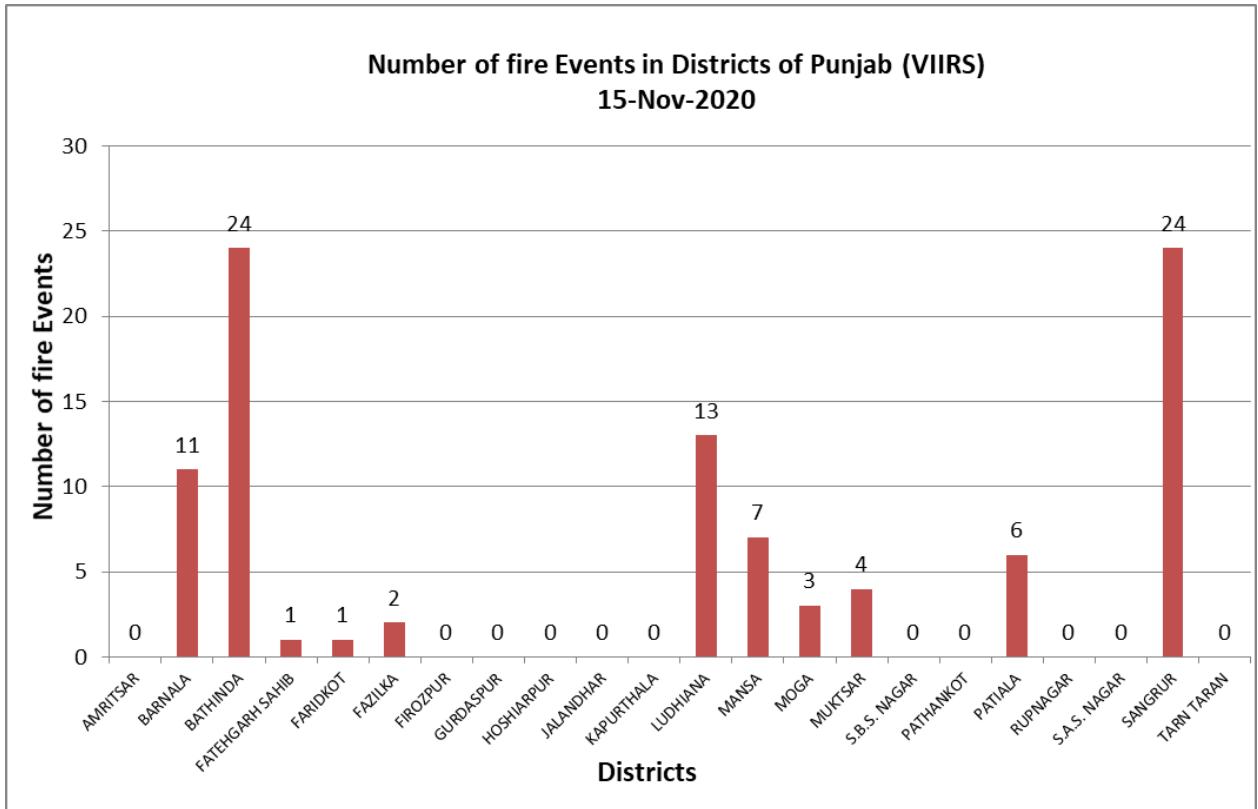 Number of fire Events in Districts of Punjab (VIIRS)
15-Nov-2020
Number of fire Events
30
25
20
15
10
5
0
0
11
24
1
1
2
0
0
0
0
0
13
7
3
4
0
0
6
0
0
24
0
AMRITSAR
BARNALA
BATHINDA
FATEHGARH SAHIB
FARIDKOT
FAZILKA
FIROZPUR
GURDASPUR
HOSHIARPUR
JALANDHAR
KAPURTHALA
LUDHIANA
MANSA
MOGA
MUKTSAR
S.B.S. NAGAR
PATHANKOT
PATIALA
RUPNAGAR
S.A.S. NAGAR
SANGRUR
TARN TARAN
Districts